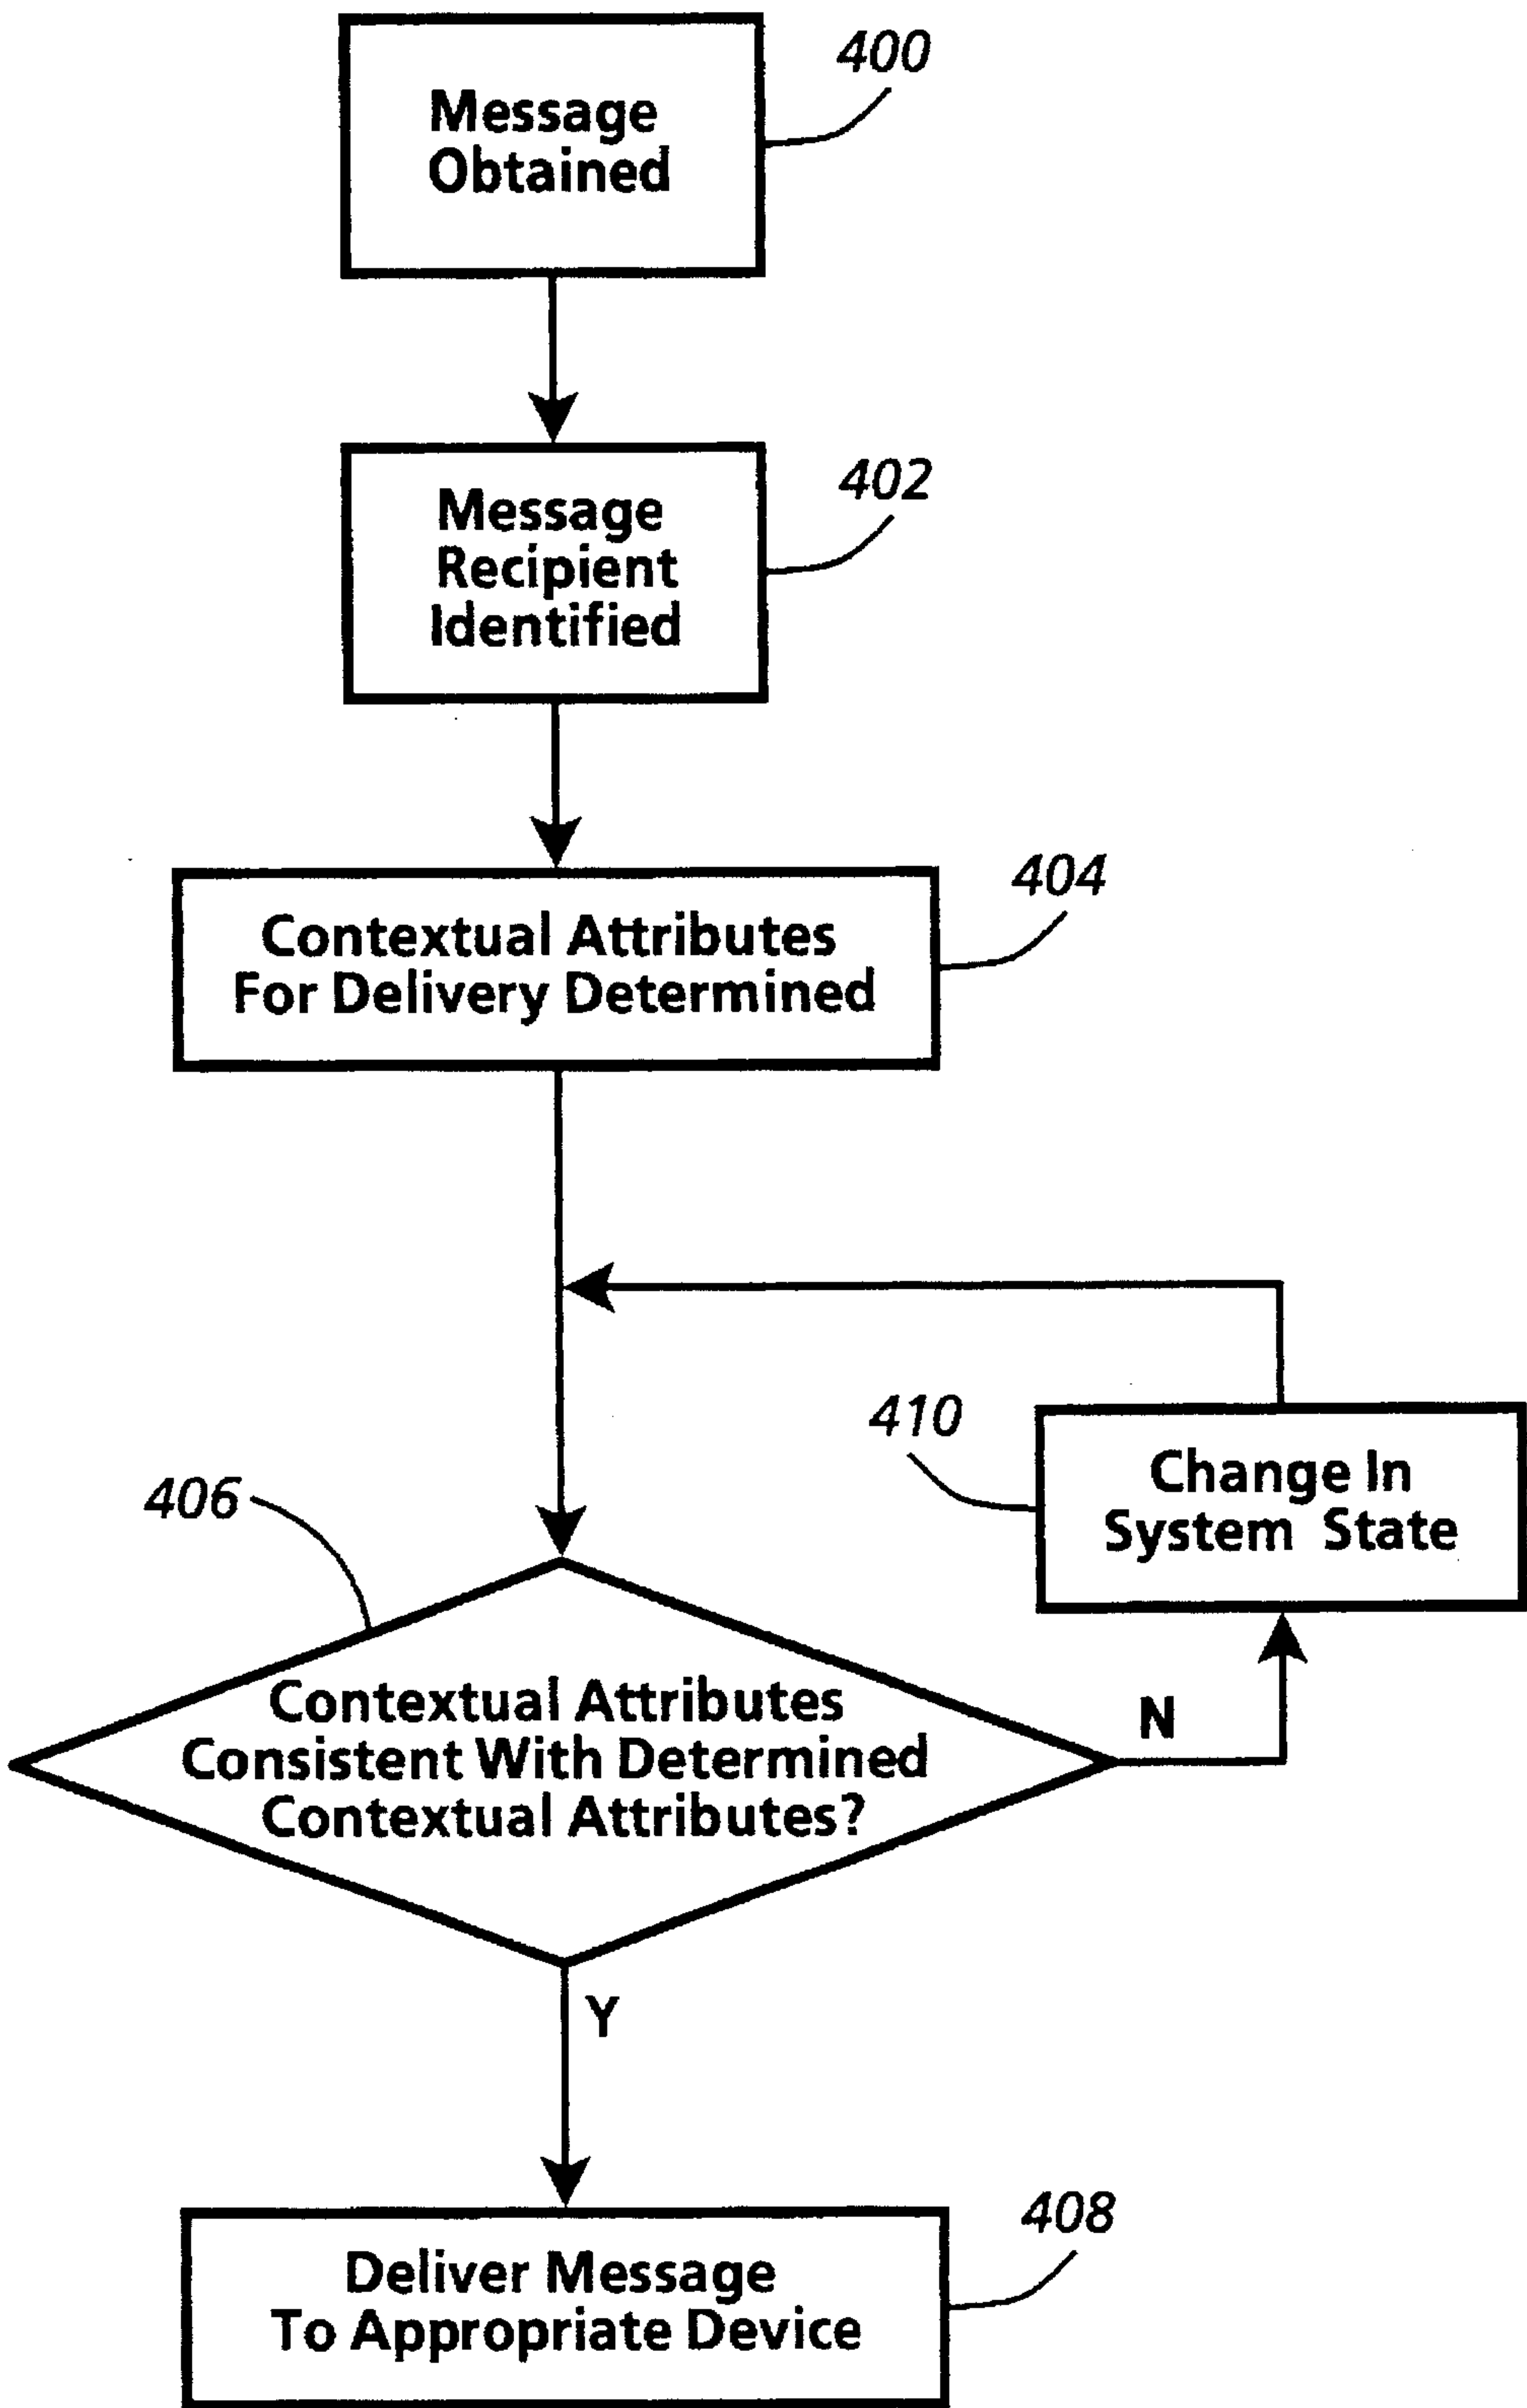 400
Message
Obtained
402
Message
Recipient
Identified
404
Contextual Attributes
For Delivery Determined
410
Change In
System State
406
Contextual Attributes
Consistent With Determined
Contextual Attributes?
N
Y
408
Deliver Message
To Appropriate Device